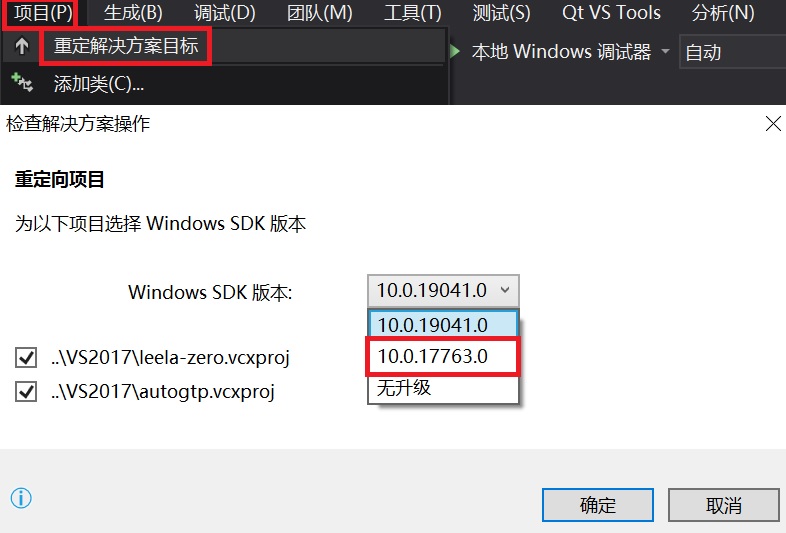 项目(P) 生成(B) 调试(D) 团队(M) 工具(T) 测试(S) Qt VS Tools 分析(N)
重定解决方案目标
本地 Windows 调试器 自动
添加类(C)...
检查解决方案操作
重定向项目
为以下项目选择 Windows SDK 版本
Windows SDK 版本: 10.0.19041.0
10.0.19041.0
..\VS2017\leela-zero.vcxproj 10.0.17763.0
..\VS2017\autogtp.vcxproj 无升级
确定 取消